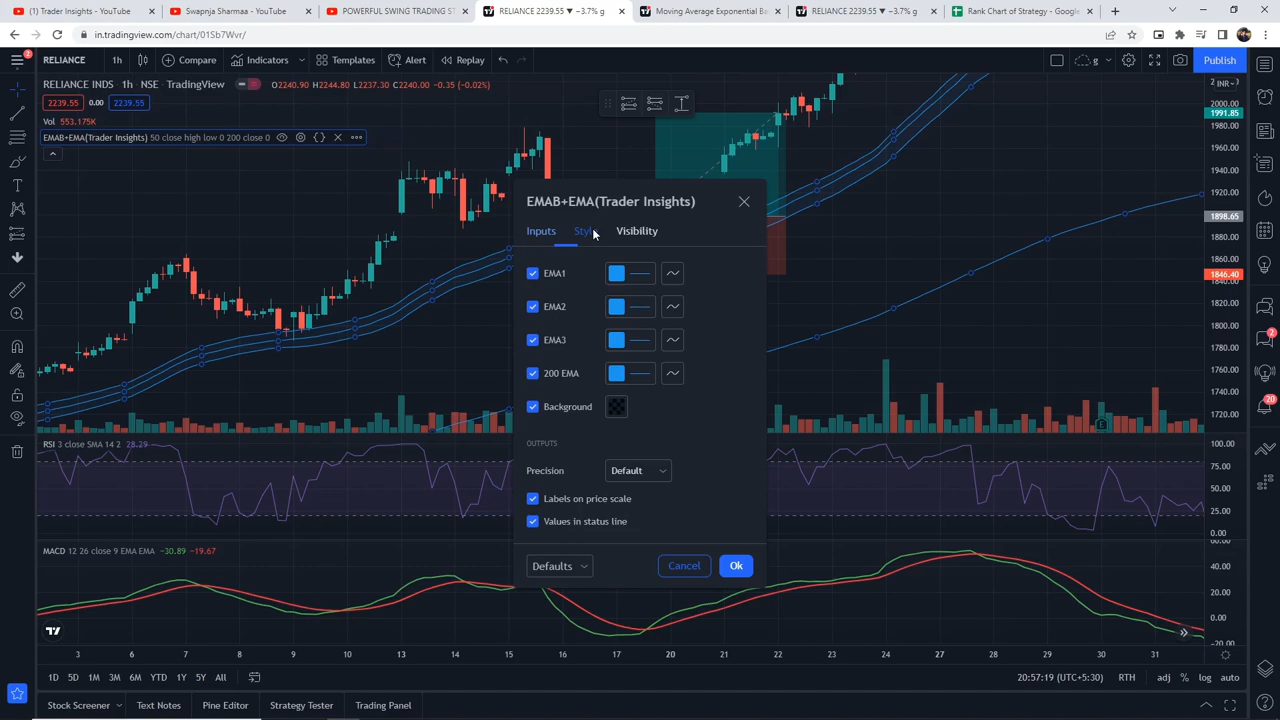 Trader Insights - YouTube
Swapnja Sharmaa - YouTube
POWERFUL SWING TRADING ST
RELIANCE 2239.55 ▼ −3.7% g
Moving Average Exponential Ba
RELIANCE 2239.55 ▼ −3.7% g
Rank Chart of Strategy - Google
in.tradingview.com/chart/01Sb7Wvr/
2
RELIANCE
1h
Compare
Indicators
Templates
Alert
Replay
g
Publish
RELIANCE INDS · 1h · NSE · TradingView
O2240.90 H2244.80 L2237.30 C2240.00 −0.35 (−0.02%)
INR
2239.55
0.00
2239.55
Vol 553.175K
EMAB+EMA(Trader Insights) 50 close high low 0 200 close 0
2000.00
1991.85
1980.00
1960.00
1940.00
1920.00
1898.65
1880.00
1860.00
1846.40
1820.00
1800.00
1780.00
1760.00
1740.00
1720.00
EMAB+EMA(Trader Insights)
Inputs
Style
Visibility
EMA1
EMA2
EMA3
200 EMA
Background
OUTPUTS
Precision
Default
Labels on price scale
Values in status line
Defaults
Cancel
Ok
E
20
RSI 3 close SMA 14 2 28.29
100.00
75.00
50.00
25.00
0.00
MACD 12 26 close 9 EMA EMA −30.89 −19.67
60.00
40.00
20.00
0.00
−20.00
3 6 7 8 9 10 13 14 15 16 17 20 21 22 23 24 27 28 29 30 31
1D 5D 1M 3M 6M YTD 1Y 5Y All
20:57:19 (UTC+5:30)
RTH
adj
%
log
auto
Stock Screener
Text Notes
Pine Editor
Strategy Tester
Trading Panel